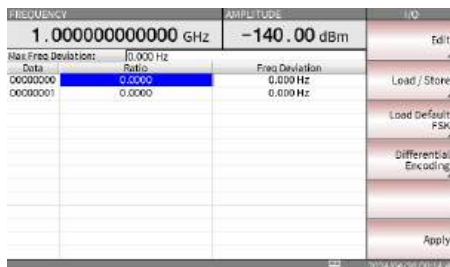 FREQUENCY AMPLITUDE I/Q
1.000000000000 GHz -140.00 dBm
Edit
Max Freq Deviation: 0.000 Hz
Data Ratio Freq Deviation
00000000 0.0000 0.000 Hz
00000001 0.0000 0.000 Hz
Load / Store
Load Default
FSK
Differential
Encoding
Apply